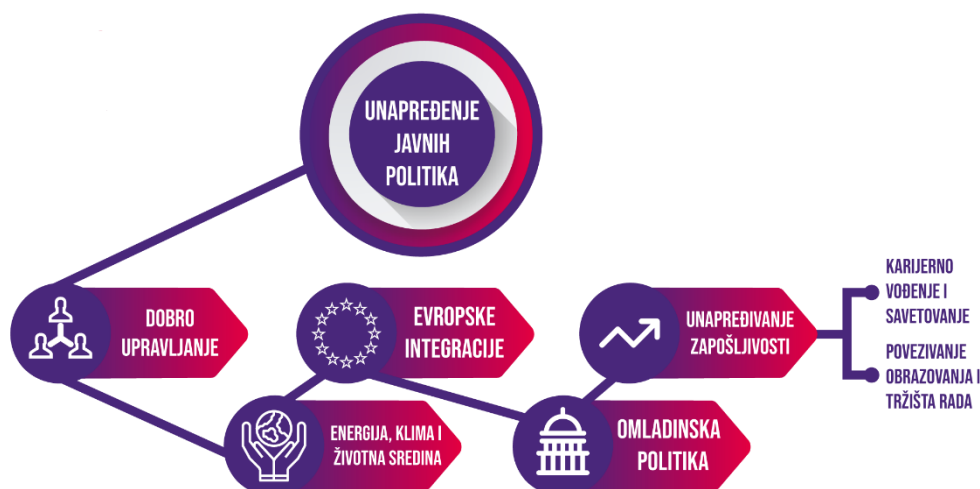 UNAPREĐENJE
JAVNIH
POLITIKA
DOBRO
UPRAVLJANJE
ENERGIJA, KLIMA I
ŽIVOTNA SREDINA
EVROPSKE
INTEGRACIJE
OMLADINSKA
POLITIKA
UNAPREĐIVANJE
ZAPOŠLJIVOSTI
KARIJERNO
VOĐENJE I
SAVETOVANJE
POVEZIVANJE
OBRAZOVANJA I
TRŽIŠTA RADA